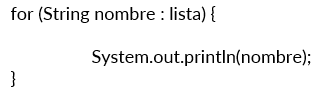 for (String nombre : lista) {
System.out.println(nombre);
}